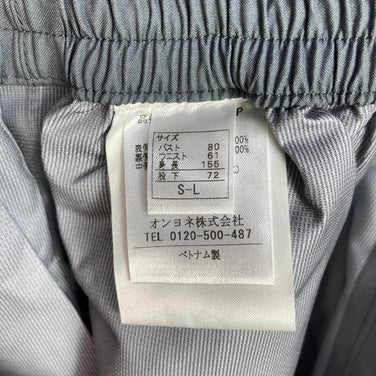 サイズ
バスト 80
ウエスト 61
身長 155
股下 72
S-L
オンヨネ株式会社
TEL 0120-500-487
ベトナム製